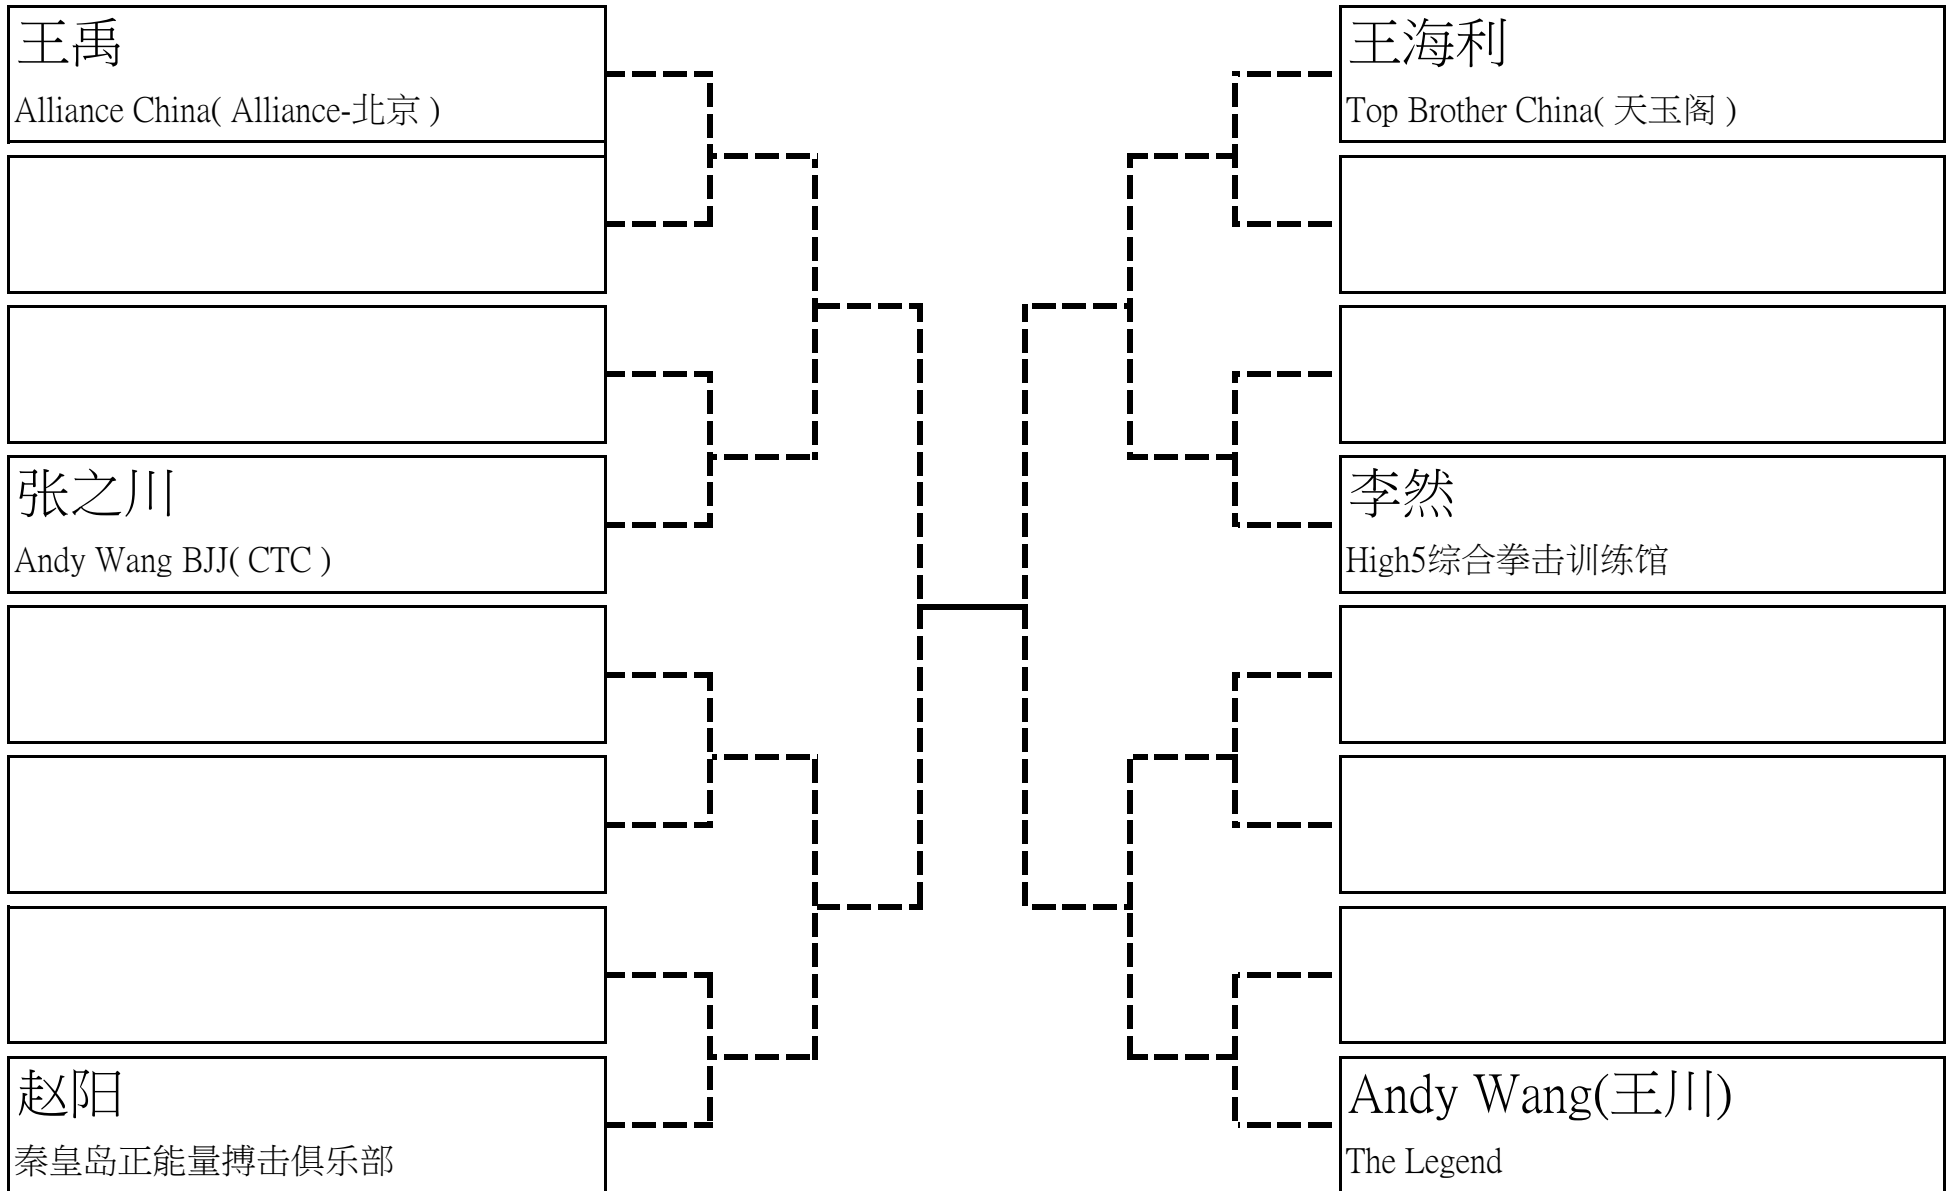 王禹
Alliance China( Alliance-北京 )
张之川
Andy Wang BJJ( CTC )
赵阳
秦皇岛正能量搏击俱乐部
王海利
Top Brother China( 天玉阁 )
李然
High5综合拳击训练馆
Andy Wang(王川)
The Legend